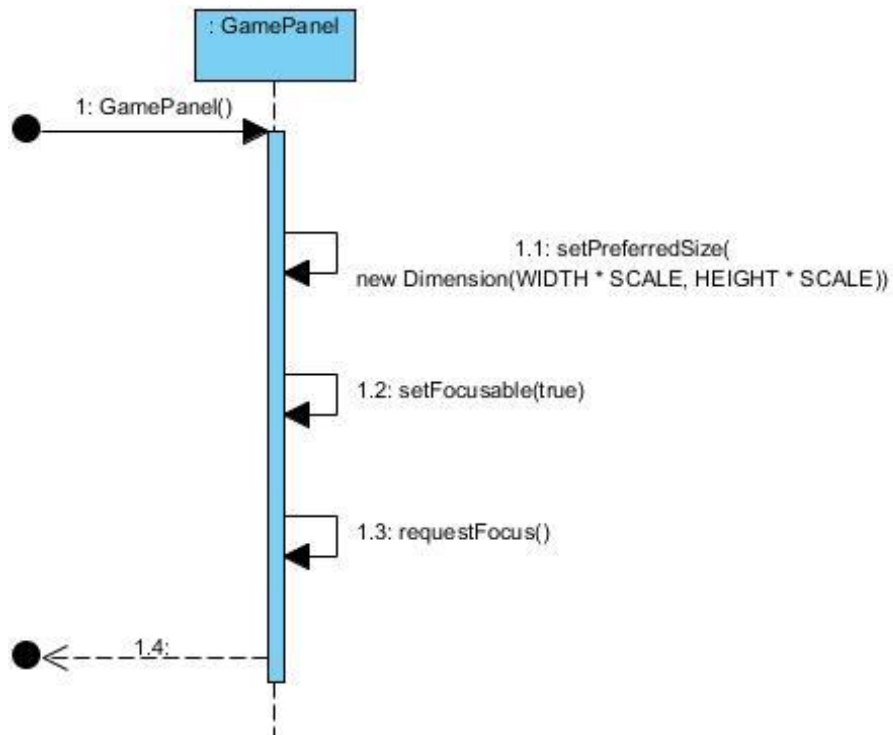 : GamePanel
1: GamePanel()
1.1: setPreferredSize(
new Dimension(WIDTH * SCALE, HEIGHT * SCALE))
1.2: setFocusable(true)
1.3: requestFocus()
1.4: